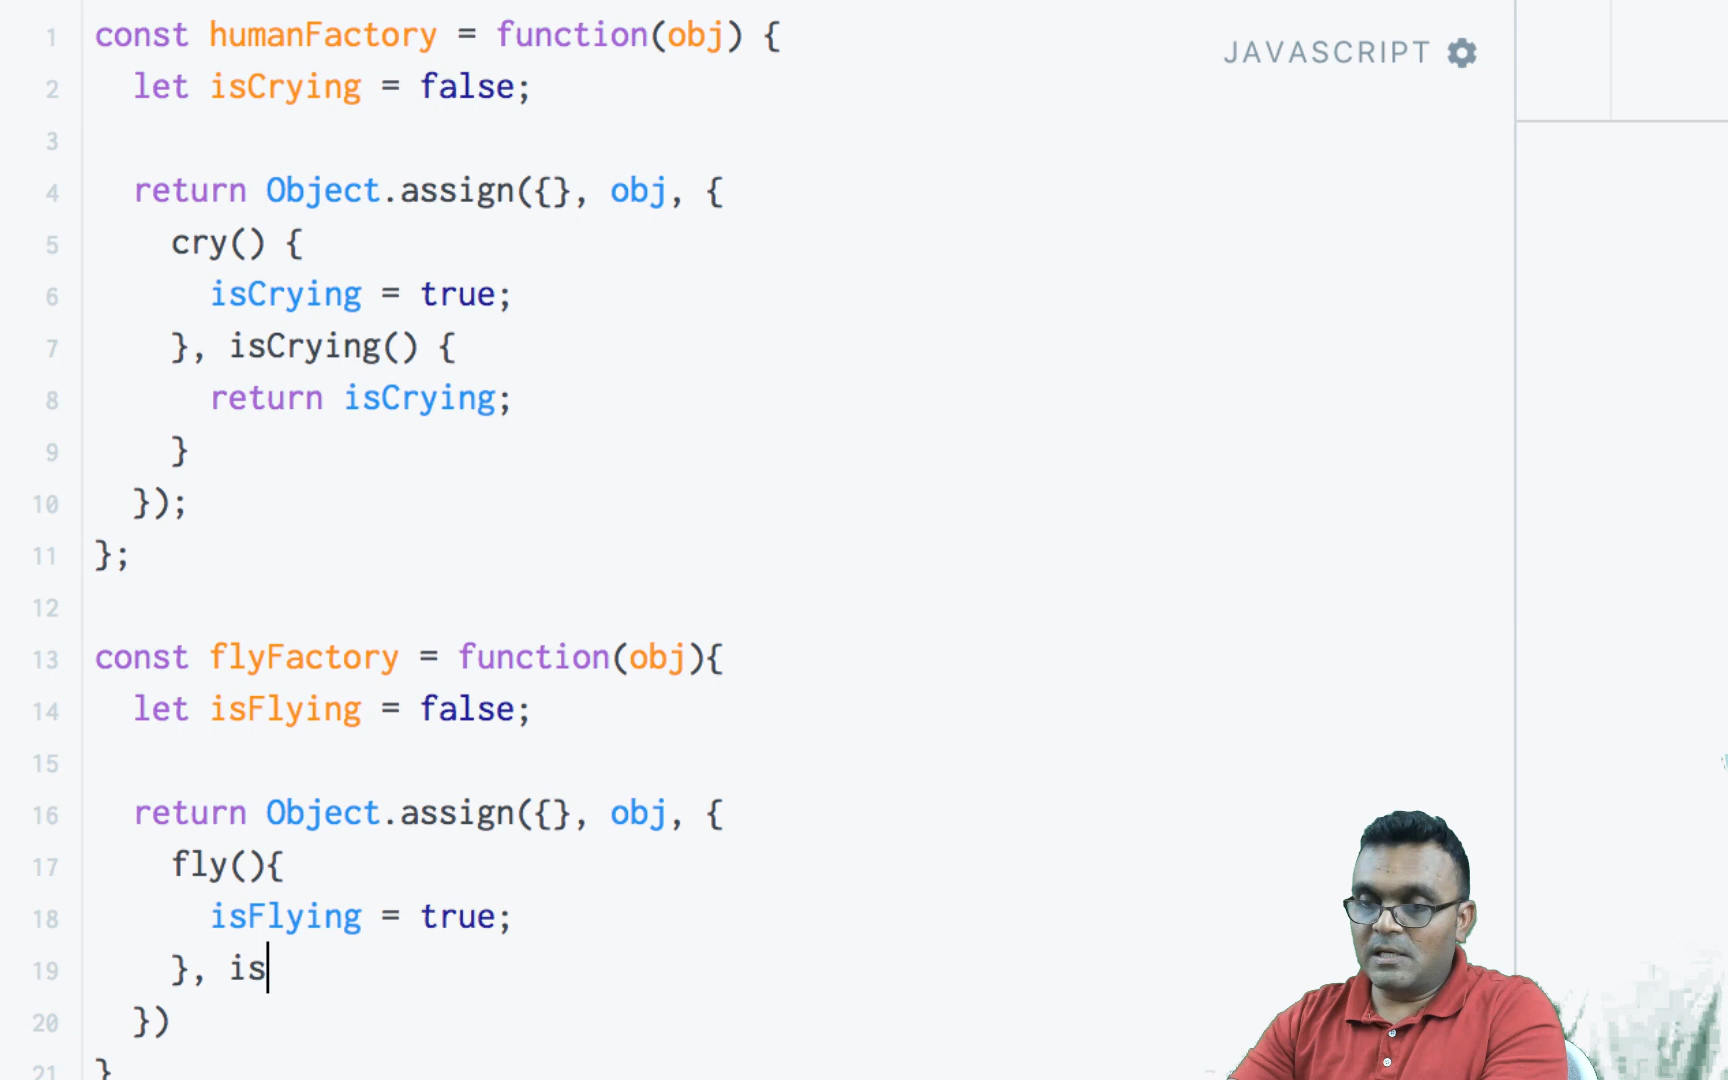 1 const humanFactory = function(obj) {
JAVASCRIPT
2 let isCrying = false;
3
4 return Object.assign({}, obj, {
5 cry() {
6 isCrying = true;
7 }, isCrying() {
8 return isCrying;
9 }
10 });
11 };
12
13 const flyFactory = function(obj){
14 let isFlying = false;
15
16 return Object.assign({}, obj, {
17 fly(){
18 isFlying = true;
19 }, is
20 })
21 }